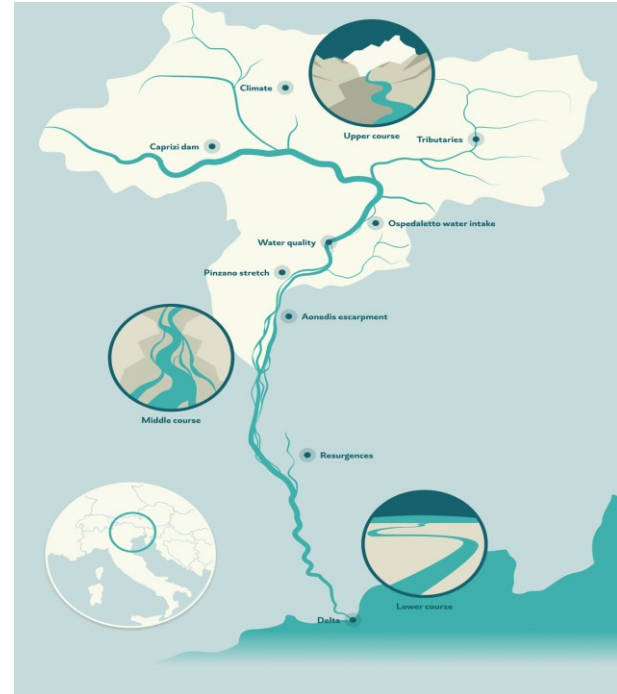 Climate
Upper course
Caprizi dam
Tributaries
Ospedaletto water intake
Water quality
Pinzano stretch
Aonedis escarpment
Middle course
Resurgences
Lower course
Delta